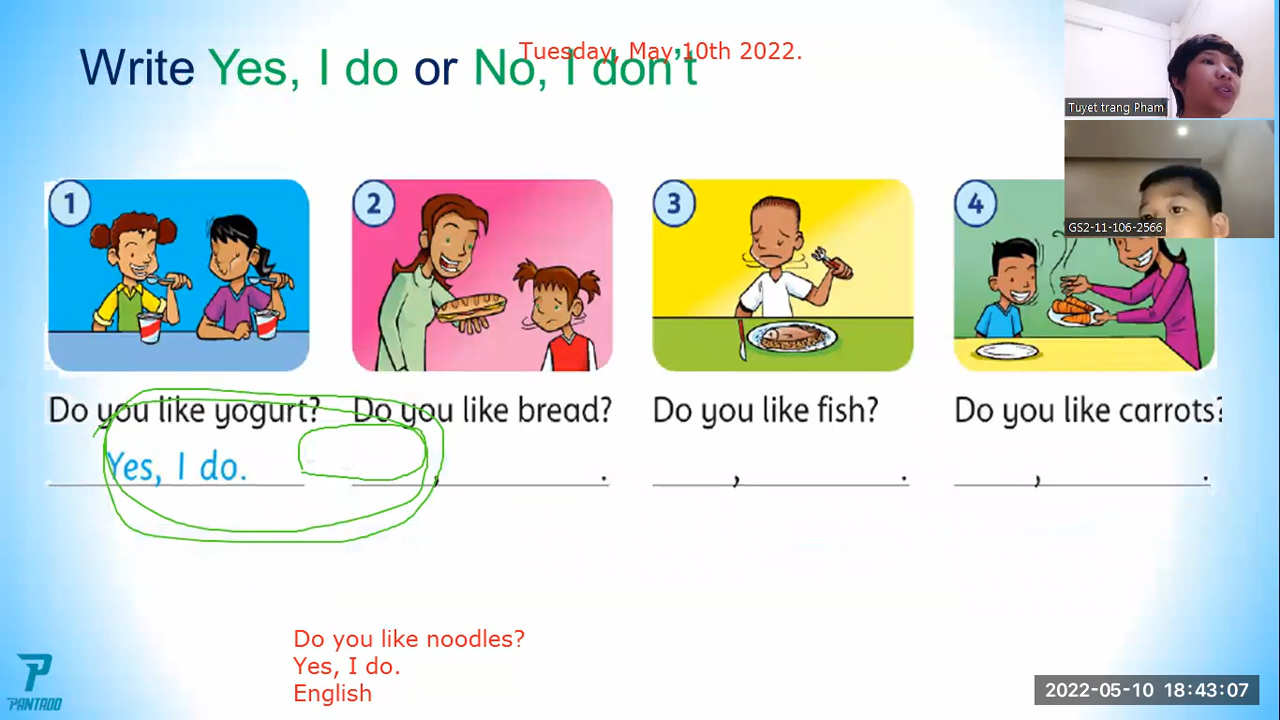 Write Yes, I do or No, I don't
Tuesday, May 10th 2022.
Tuyet trang Pham
GS2-11-106-2566
1
2
3
4
Do you like yogurt?
Yes, I do.
Do you like bread?
, .
Do you like fish?
, .
Do you like carrots?
, .
Do you like noodles?
Yes, I do.
English
PANTADO
2022-05-10 18:43:07